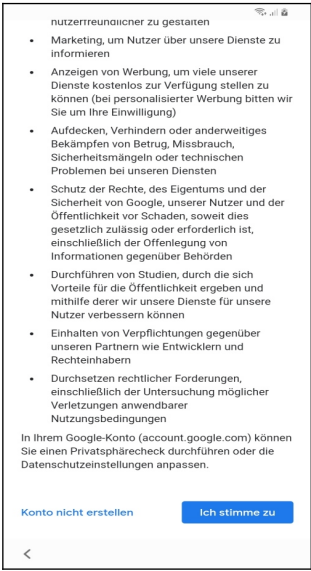 nutzerfreundlicher zu gestalten
• Marketing, um Nutzer über unsere Dienste zu
informieren
• Anzeigen von Werbung, um viele unserer
Dienste kostenlos zur Verfügung stellen zu
können (bei personalisierter Werbung bitten wir
Sie um Ihre Einwilligung)
• Aufdecken, Verhindern oder anderweitiges
Bekämpfen von Betrug, Missbrauch,
Sicherheitsmängeln oder technischen
Problemen bei unseren Diensten
• Schutz der Rechte, des Eigentums und der
Sicherheit von Google, unserer Nutzer und der
Öffentlichkeit vor Schaden, soweit dies
gesetzlich zulässig oder erforderlich ist,
einschließlich der Offenlegung von
Informationen gegenüber Behörden
• Durchführen von Studien, durch die sich
Vorteile für die Öffentlichkeit ergeben und
mithilfe derer wir unsere Dienste für unsere
Nutzer verbessern können
• Einhalten von Verpflichtungen gegenüber
unseren Partnern wie Entwicklern und
Rechteinhabern
• Durchsetzen rechtlicher Forderungen,
einschließlich der Untersuchung möglicher
Verletzungen anwendbarer
Nutzungsbedingungen
In Ihrem Google-Konto (account.google.com) können
Sie einen Privatsphärecheck durchführen oder die
Datenschutzeinstellungen anpassen.
Konto nicht erstellen
Ich stimme zu